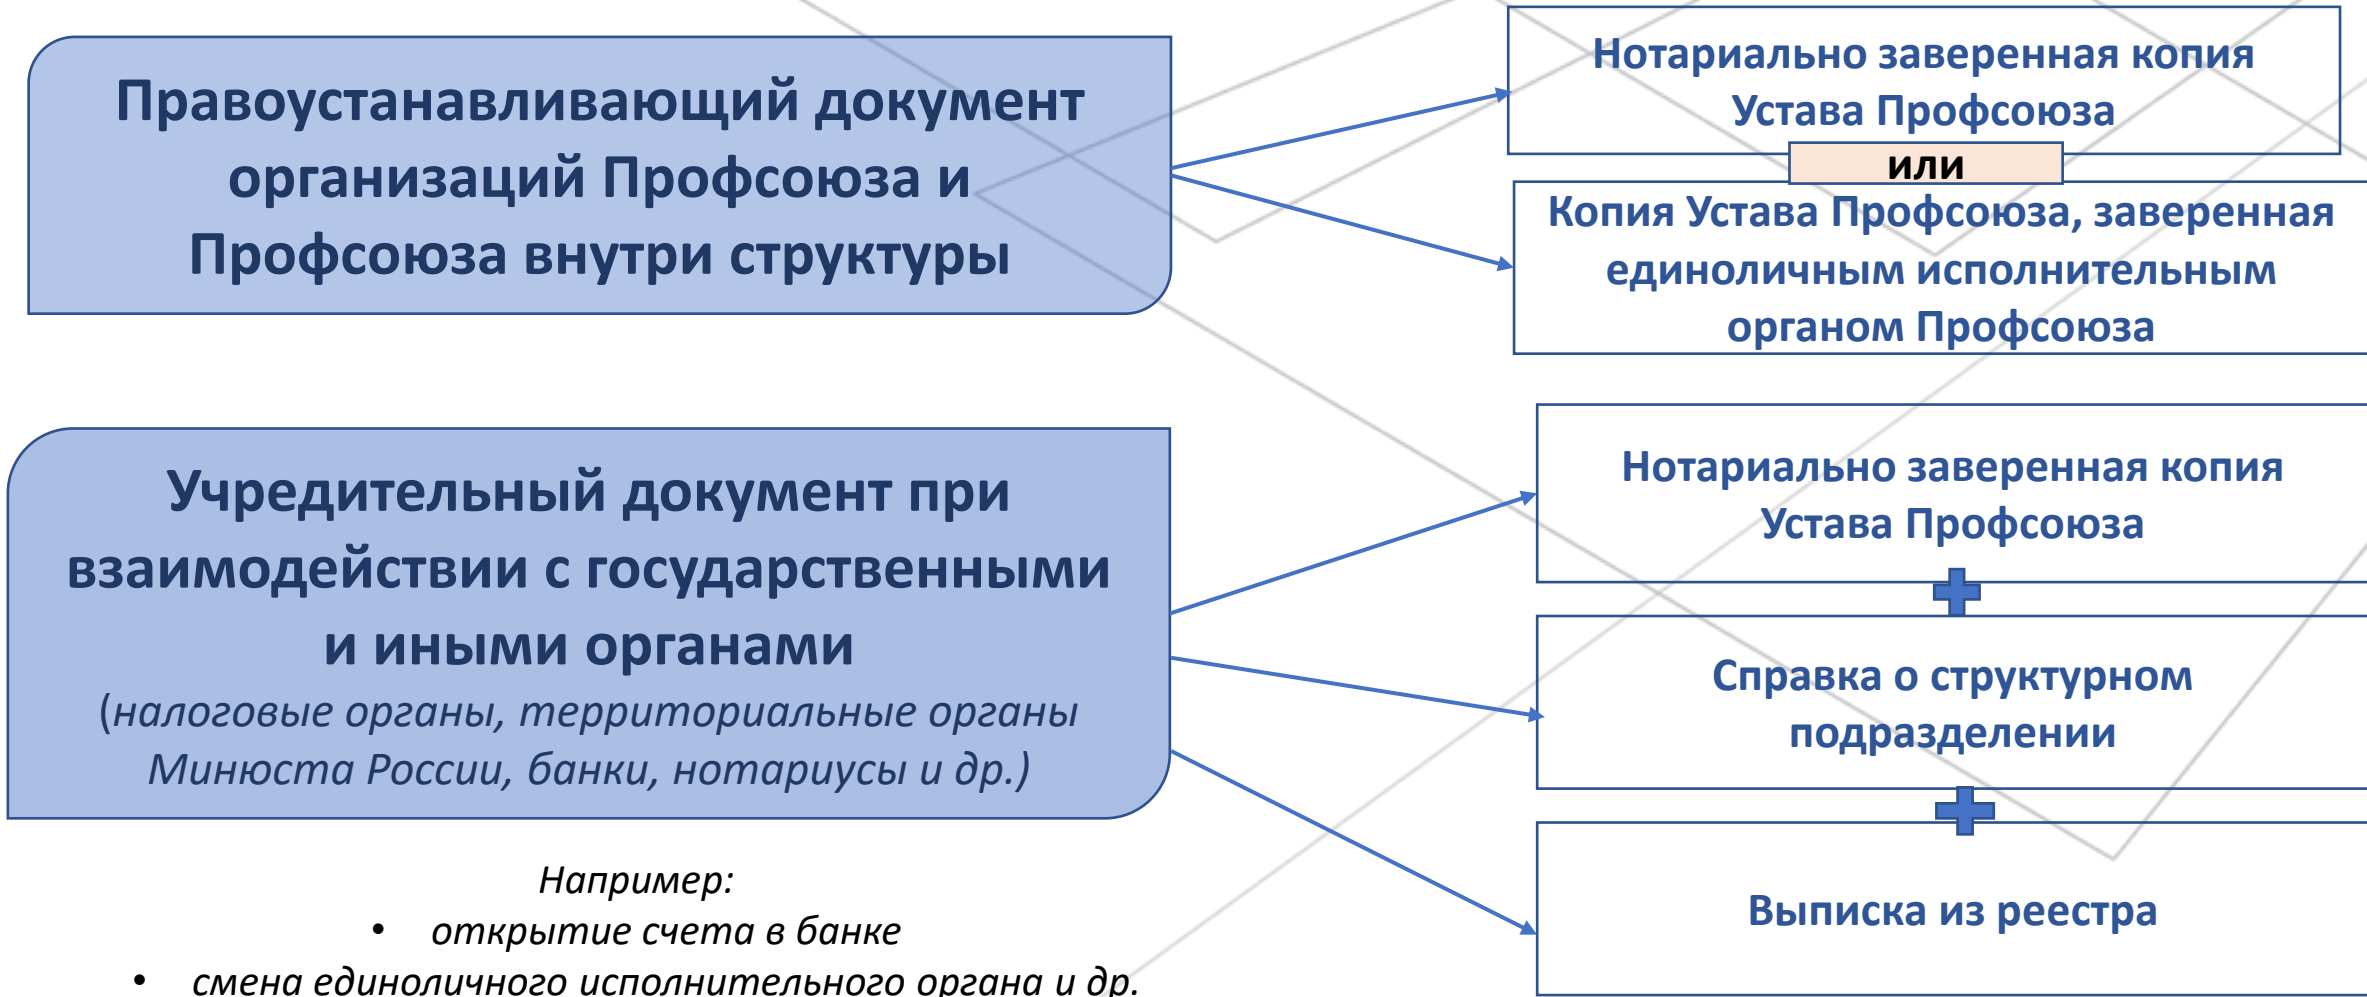 Правоустанавливающий документ
организаций Профсоюза и
Профсоюза внутри структуры
Нотариально заверенная копия
Устава Профсоюза
или
Копия Устава Профсоюза, заверенная
единоличным исполнительным
органом Профсоюза
Учредительный документ при
взаимодействии с государственными
и иными органами
(налоговые органы, территориальные органы
Минюста России, банки, нотариусы и др.)
Нотариально заверенная копия
Устава Профсоюза
Справка о структурном
подразделении
Выписка из реестра
Например:
• открытие счета в банке
• смена единоличного исполнительного органа и др.